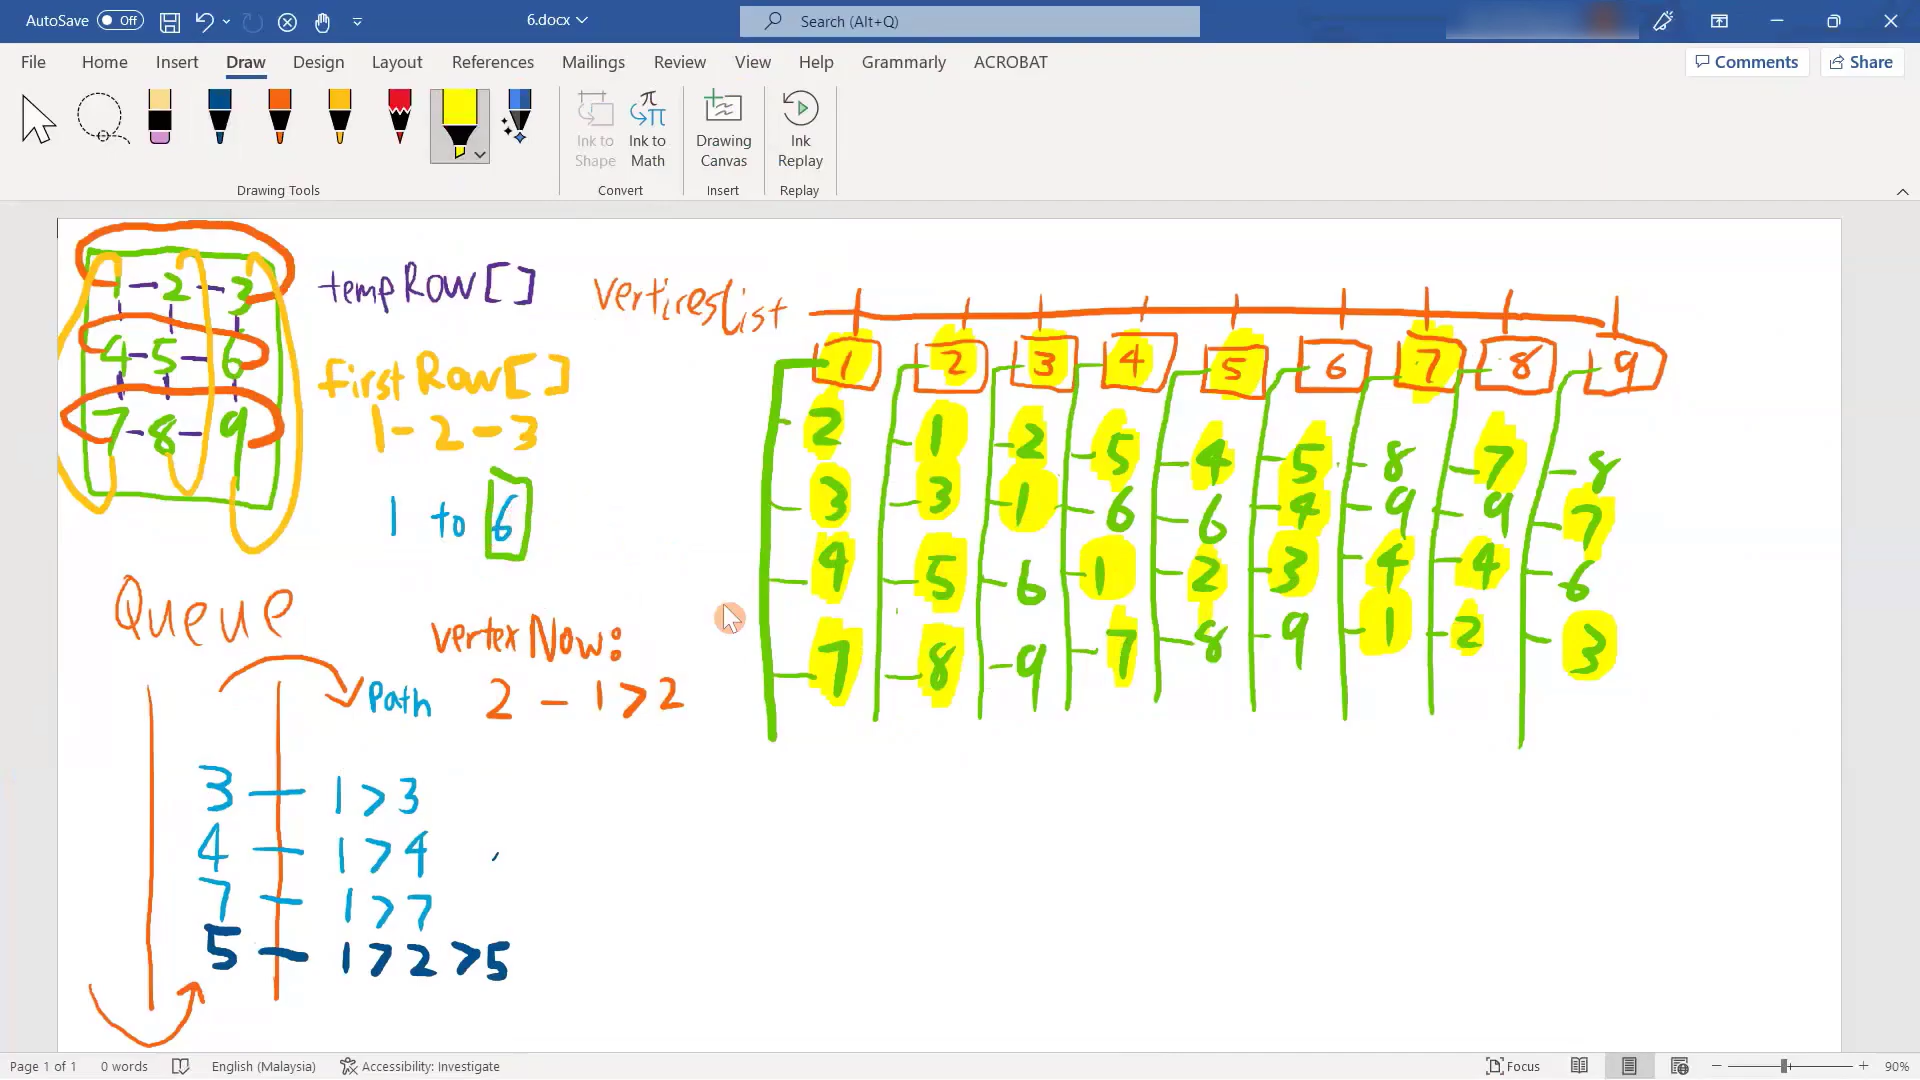 AutoSave Off 6.docx Search (Alt+Q)
File Home Insert Draw Design Layout References Mailings Review View Help Grammarly ACROBAT Comments Share
Ink to Shape
Ink to Math
Drawing Canvas
Ink Replay
Drawing Tools Convert Insert Replay
1-2-3
4-5-6
7-8-9
tempRow[]
firstRow[]
1-2-3
1 to 6
Queue
vertexNow:
Path 2 - 1>2
3 - 1>3
4 - 1>4
7 - 1>7
5 - 1>2>5
VertiresList
1 2 3 4 5 6 7 8 9
2 1 2 5 4 5 8 7 8
3 3 1 6 6 4 9 9 7
4 5 6 1 2 3 4 4 6
7 8 9 7 8 9 1 2 3
Page 1 of 1 0 words English (Malaysia) Accessibility: Investigate Focus 90%